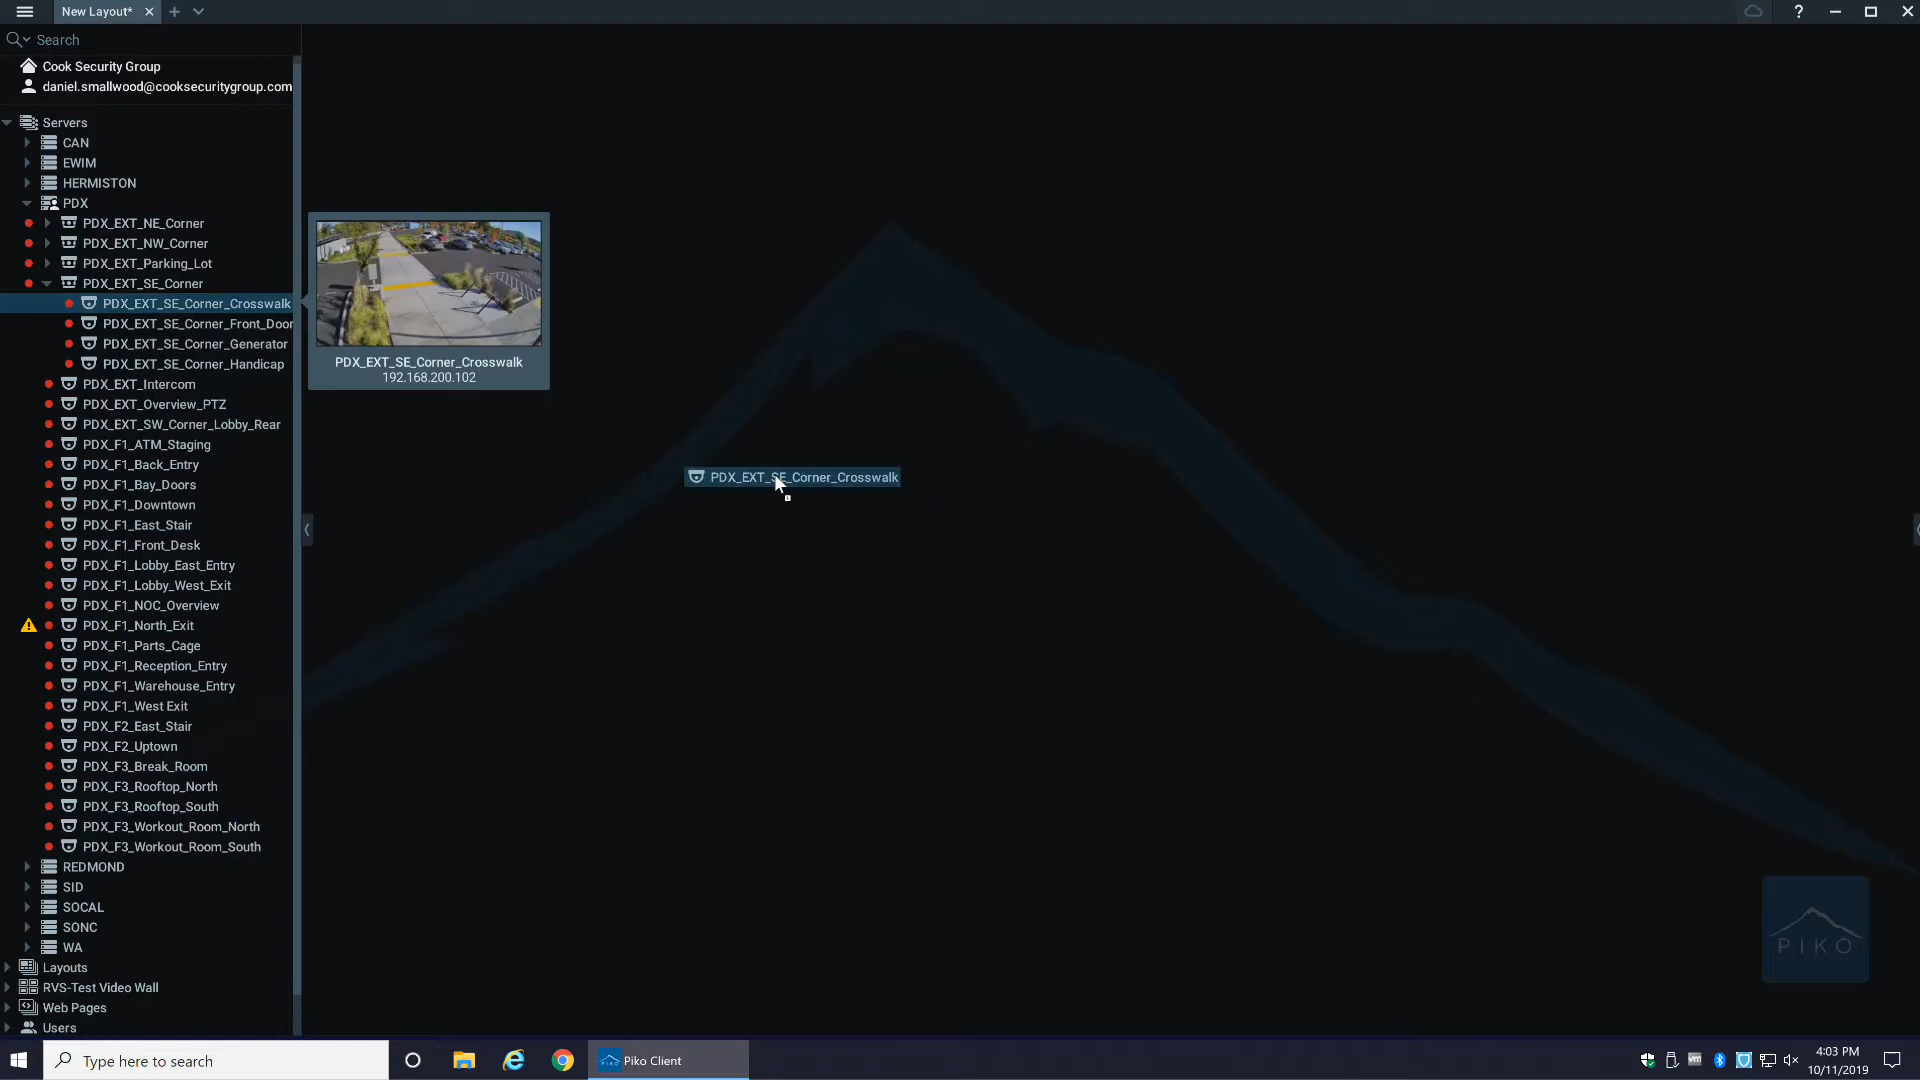 New Layout*
Search
Cook Security Group
daniel.smallwood@cooksecuritygroup.com
Servers
CAN
EWIM
HERMISTON
PDX
PDX_EXT_NE_Corner
PDX_EXT_NW_Corner
PDX_EXT_Parking_Lot
PDX_EXT_SE_Corner
PDX_EXT_SE_Corner_Crosswalk
PDX_EXT_SE_Corner_Front_Door
PDX_EXT_SE_Corner_Generator
PDX_EXT_SE_Corner_Handicap
PDX_EXT_Intercom
PDX_EXT_Overview_PTZ
PDX_EXT_SW_Corner_Lobby_Rear
PDX_F1_ATM_Staging
PDX_F1_Back_Entry
PDX_F1_Bay_Doors
PDX_F1_Downtown
PDX_F1_East_Stair
PDX_F1_Front_Desk
PDX_F1_Lobby_East_Entry
PDX_F1_Lobby_West_Exit
PDX_F1_NOC_Overview
PDX_F1_North_Exit
PDX_F1_Parts_Cage
PDX_F1_Reception_Entry
PDX_F1_Warehouse_Entry
PDX_F1_West Exit
PDX_F2_East_Stair
PDX_F2_Uptown
PDX_F3_Break_Room
PDX_F3_Rooftop_North
PDX_F3_Rooftop_South
PDX_F3_Workout_Room_North
PDX_F3_Workout_Room_South
REDMOND
SID
SOCAL
SONC
WA
Layouts
RVS-Test Video Wall
Web Pages
Users
PDX_EXT_SE_Corner_Crosswalk
192.168.200.102
PDX_EXT_SE_Corner_Crosswalk
PIKO
Type here to search
Piko Client
4:03 PM
10/11/2019